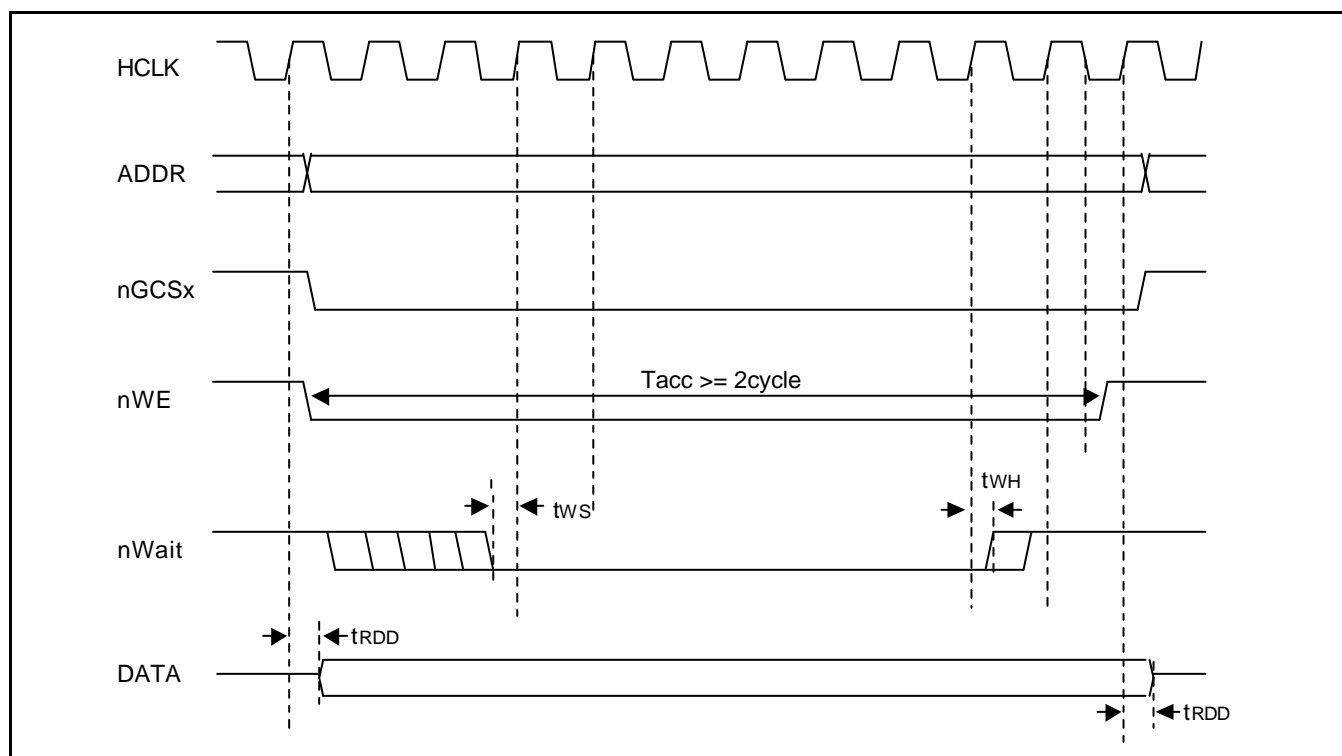 HCLK
ADDR
nGCSx
nWE
Tacc >= 2cycle
nWait
tWS
tWH
DATA
tRDD
tRDD